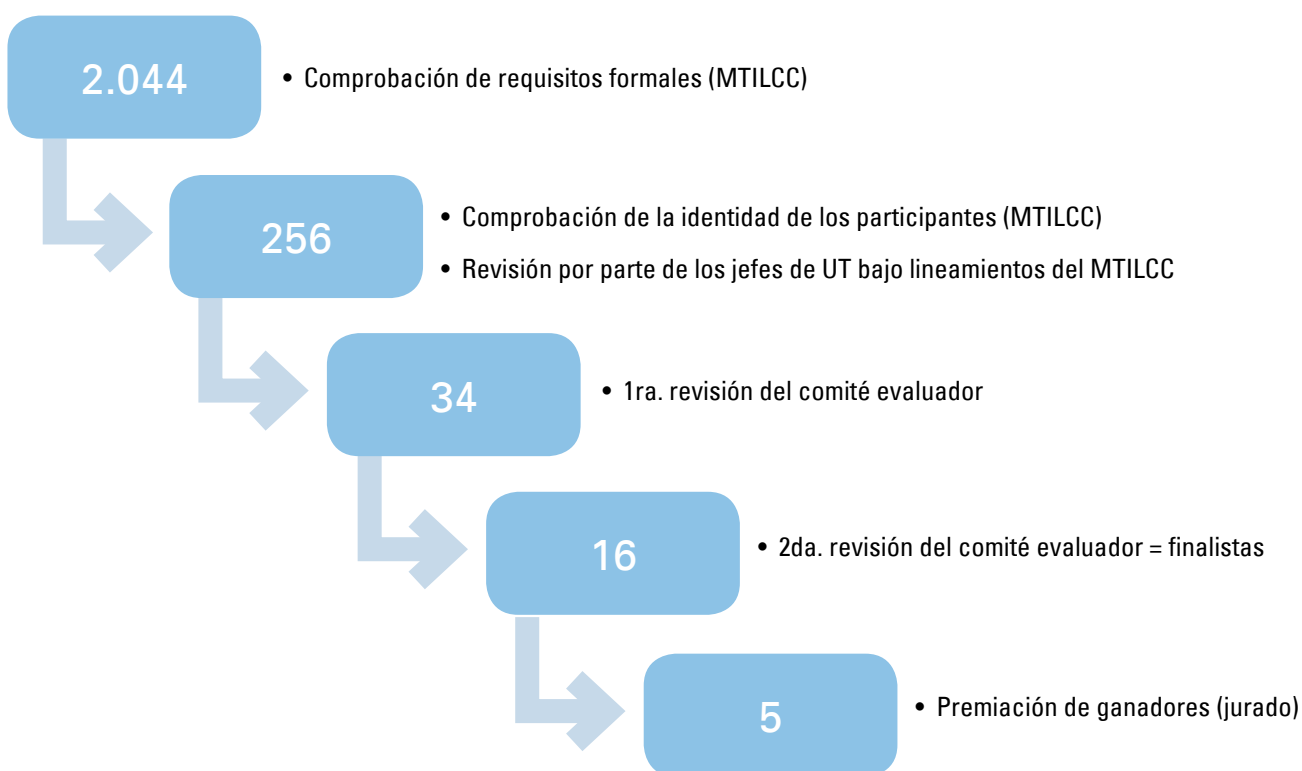 2.044
• Comprobación de requisitos formales (MTILCC)
256
• Comprobación de la identidad de los participantes (MTILCC)
• Revisión por parte de los jefes de UT bajo lineamientos del MTILCC
34
• 1ra. revisión del comité evaluador
16
• 2da. revisión del comité evaluador = finalistas
5
• Premiación de ganadores (jurado)